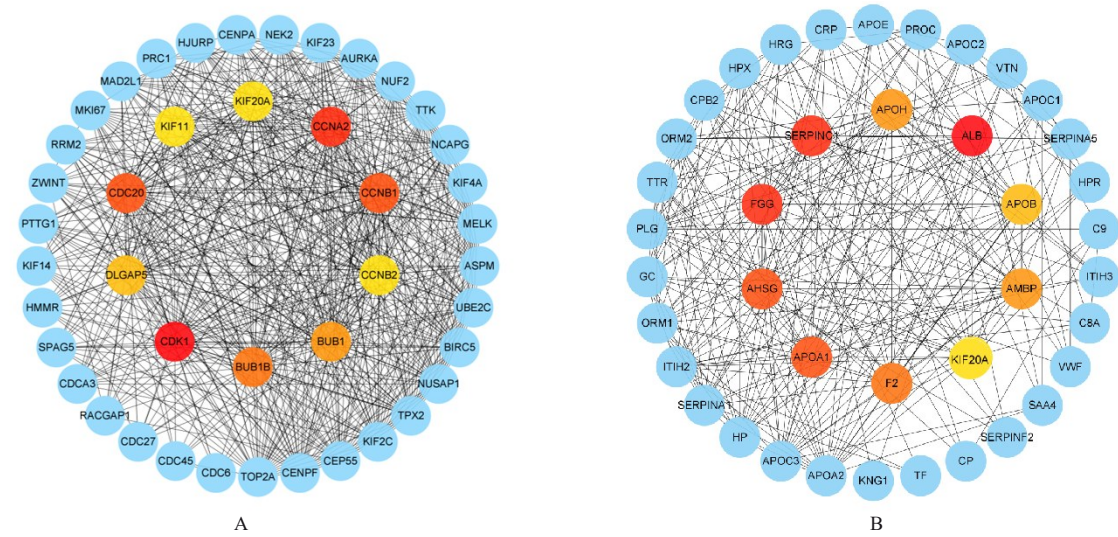 CENPA
NEK2
KIF23
AURKA
NUF2
TTK
NCAPG
KIF4A
MELK
ASPM
UBE2C
BIRC5
NUSAP1
TPX2
KIF2C
CEP55
CENPF
TOP2A
CDC6
CDC45
CDC27
RACGAP1
CDCA3
SPAG5
HMMR
KIF14
PTTG1
ZWINT
RRM2
MKI67
MAD2L1
PRC1
HJURP
KIF20A
CCNA2
CCNB1
CCNB2
BUB1
BUB1B
CDK1
DLGAP5
CDC20
KIF11
A
APOE
PROC
APOC2
VTN
APOC1
SERPINA5
HPR
C9
ITIH3
C8A
VWF
SAA4
SERPINF2
CP
TF
KNG1
APOA2
APOC3
HP
SERPINA1
ITIH2
ORM1
GC
PLG
TTR
ORM2
CPB2
HPX
HRG
CRP
APOH
ALB
APOB
AMBP
KIF20A
F2
APOA1
AHSG
FGG
SERPINC1
B